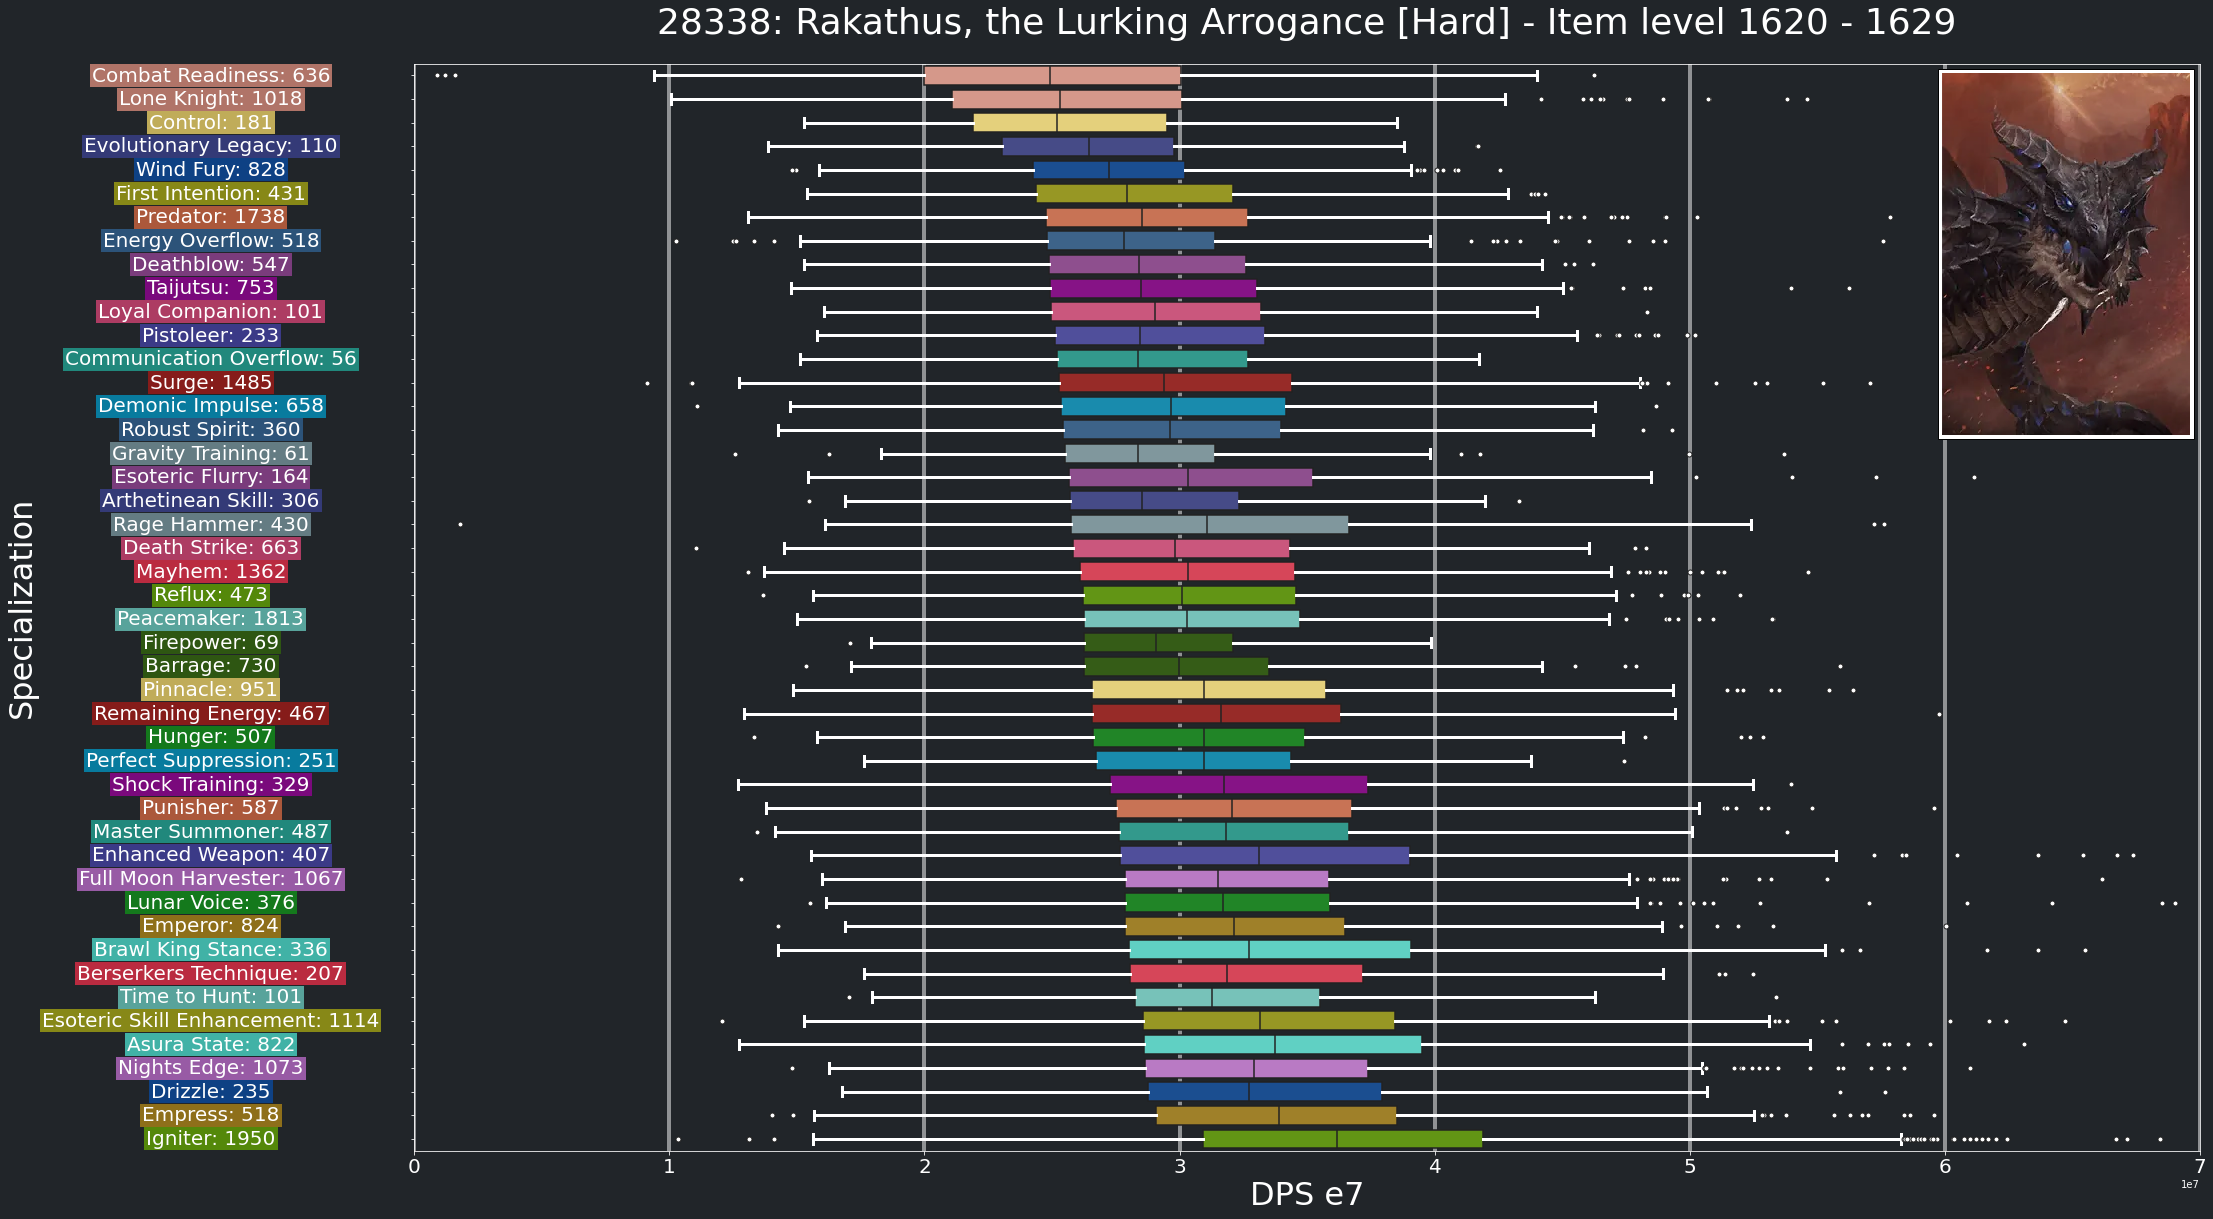 28338: Rakathus, the Lurking Arrogance [Hard] - Item level 1620 - 1629
Specialization
Combat Readiness: 636
Lone Knight: 1018
Control: 181
Evolutionary Legacy: 110
Wind Fury: 828
First Intention: 431
Predator: 1738
Energy Overflow: 518
Deathblow: 547
Taijutsu: 753
Loyal Companion: 101
Pistoleer: 233
Communication Overflow: 56
Surge: 1485
Demonic Impulse: 658
Robust Spirit: 360
Gravity Training: 61
Esoteric Flurry: 164
Arthetinean Skill: 306
Rage Hammer: 430
Death Strike: 663
Mayhem: 1362
Reflux: 473
Peacemaker: 1813
Firepower: 69
Barrage: 730
Pinnacle: 951
Remaining Energy: 467
Hunger: 507
Perfect Suppression: 251
Shock Training: 329
Punisher: 587
Master Summoner: 487
Enhanced Weapon: 407
Full Moon Harvester: 1067
Lunar Voice: 376
Emperor: 824
Brawl King Stance: 336
Berserkers Technique: 207
Time to Hunt: 101
Esoteric Skill Enhancement: 1114
Asura State: 822
Nights Edge: 1073
Drizzle: 235
Empress: 518
Igniter: 1950
0 1 2 3 4 5 6 7
1e7
DPS e7